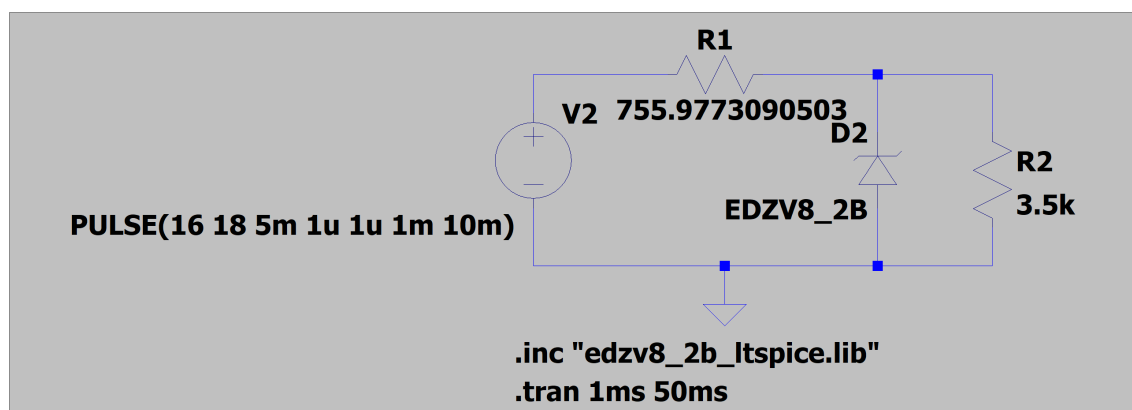 R1
V2
755.9773090503
D2
R2
EDZV8_2B
3.5k
PULSE(16 18 5m 1u 1u 1m 10m)
.inc "edzv8_2b_ltspice.lib"
.tran 1ms 50ms